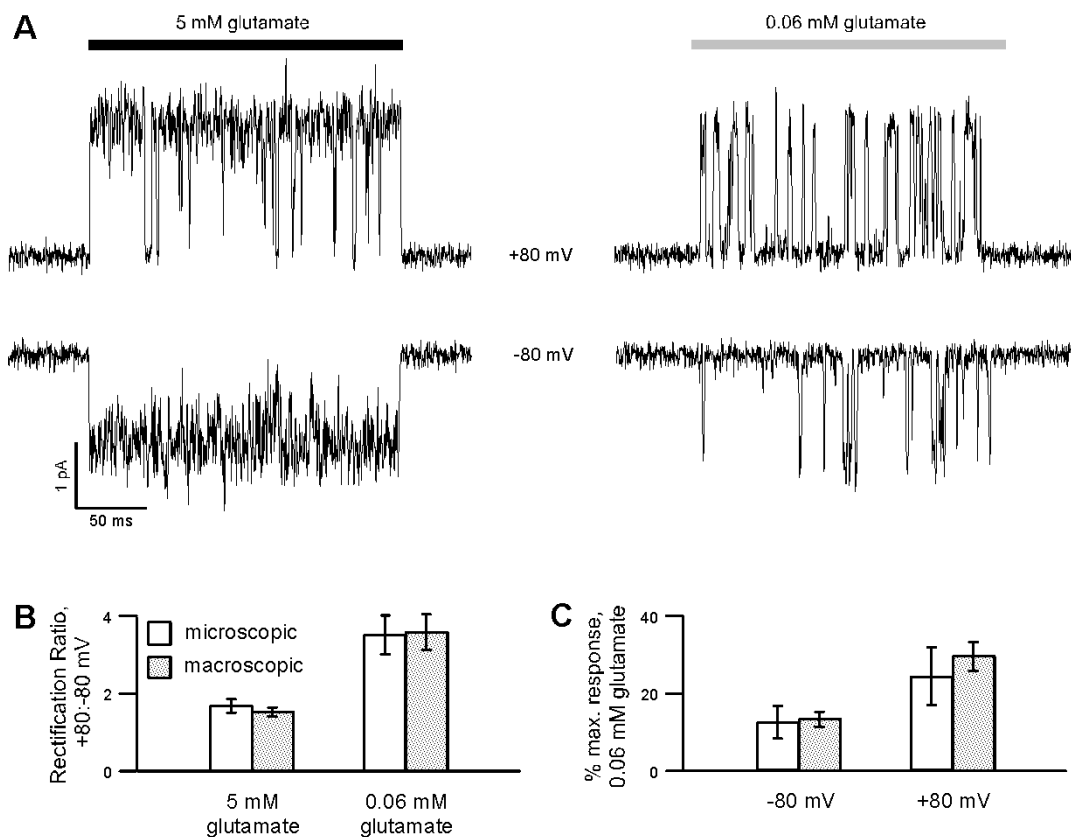 A
5 mM glutamate
0.06 mM glutamate
+80 mV
-80 mV
1 pA
50 ms
B
Rectification Ratio,
+80:-80 mV
4
2
0
microscopic
macroscopic
5 mM
glutamate
0.06 mM
glutamate
C
% max. response,
0.06 mM glutamate
40
20
0
-80 mV
+80 mV